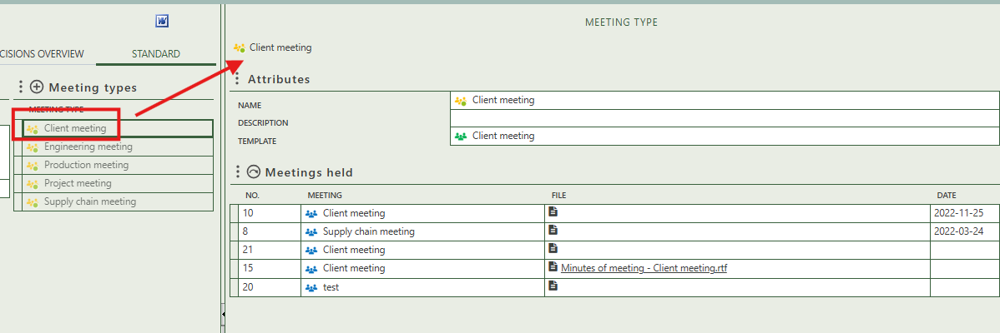 CISIONS OVERVIEW STANDARD
Meeting types
MEETING TYPE
Client meeting
Engineering meeting
Production meeting
Project meeting
Supply chain meeting
MEETING TYPE
Client meeting
Attributes
NAME Client meeting
DESCRIPTION
TEMPLATE Client meeting
Meetings held
NO. MEETING FILE DATE
10 Client meeting 2022-11-25
8 Supply chain meeting 2022-03-24
21 Client meeting
15 Client meeting Minutes of meeting - Client meeting.rtf
20 test